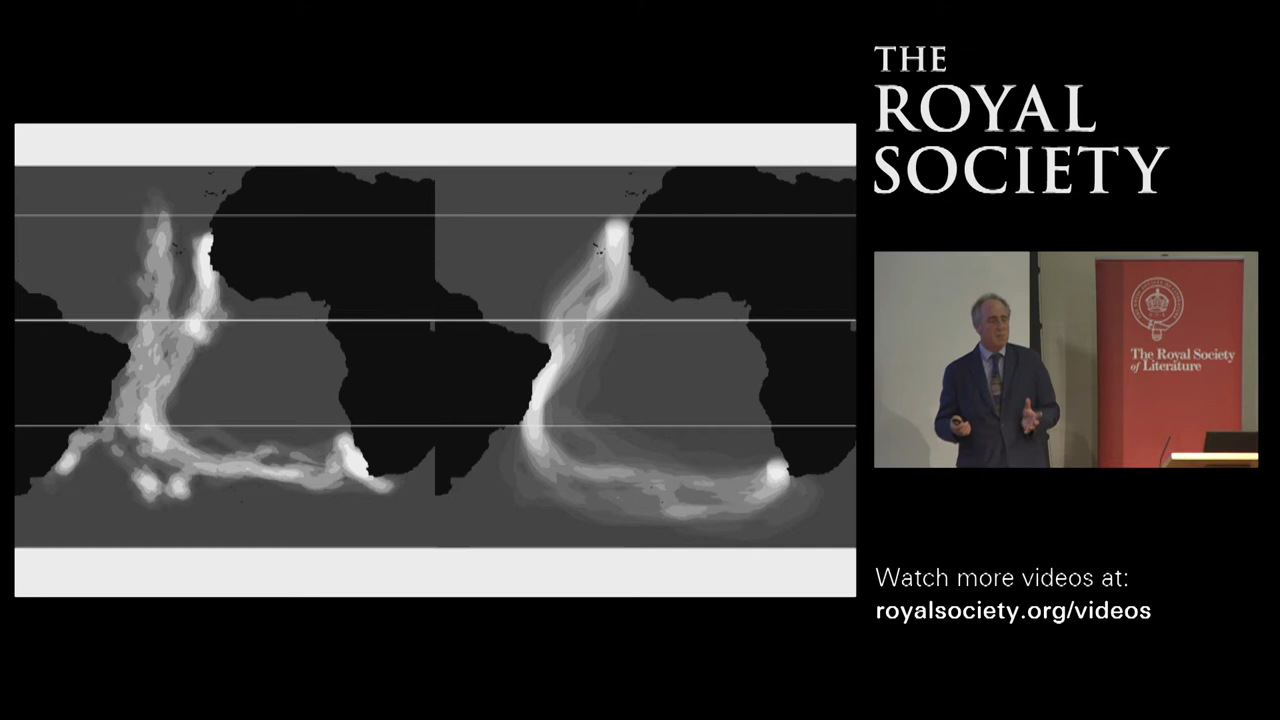 THE
ROYAL
SOCIETY
The Royal Society
of Literature
Watch more videos at:
royalsociety.org/videos